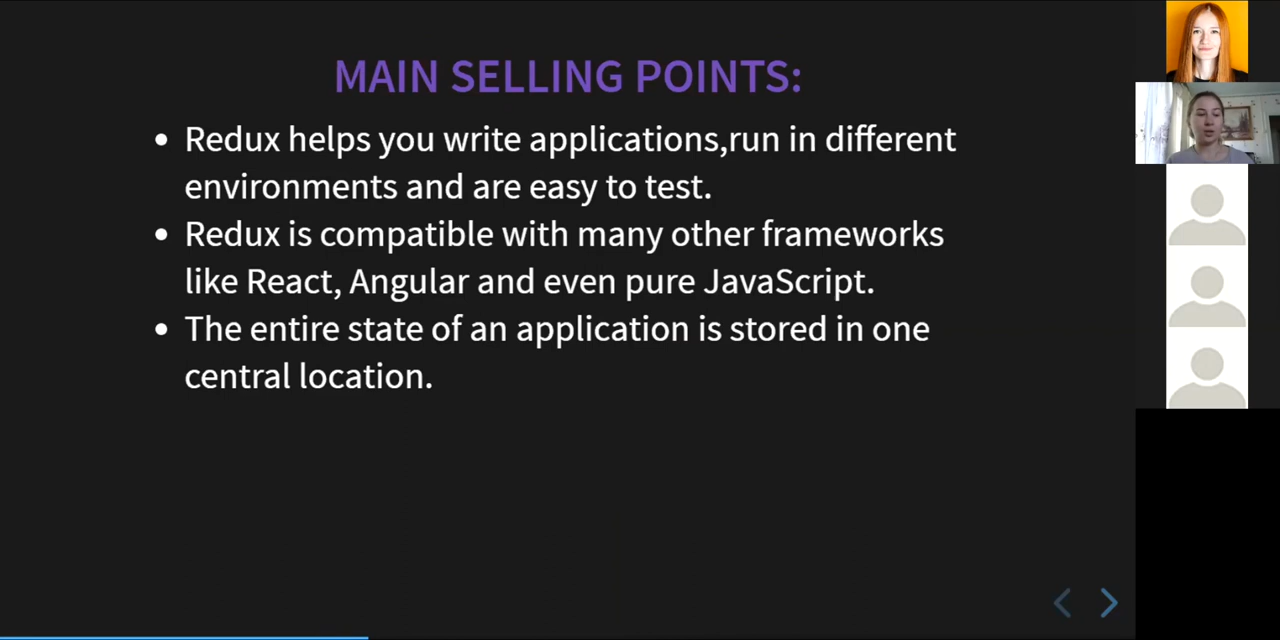 MAIN SELLING POINTS:
• Redux helps you write applications,run in different
environments and are easy to test.
• Redux is compatible with many other frameworks
like React, Angular and even pure JavaScript.
• The entire state of an application is stored in one
central location.